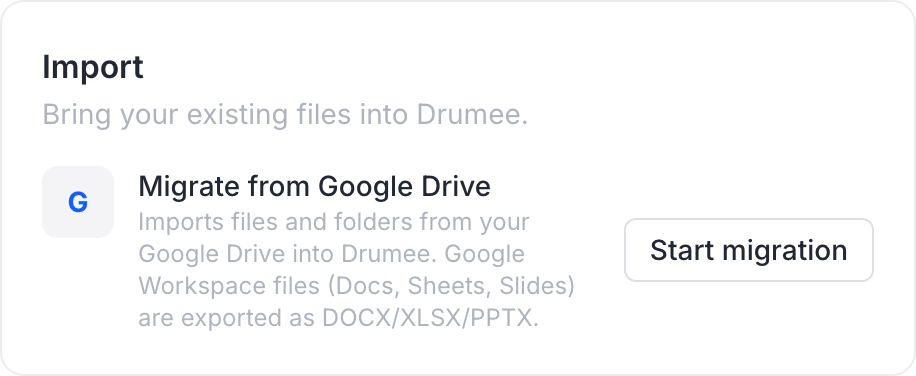 Import
Bring your existing files into Drumee.
G
Migrate from Google Drive
Imports files and folders from your
Google Drive into Drumee. Google
Workspace files (Docs, Sheets, Slides)
are exported as DOCX/XLSX/PPTX.
Start migration